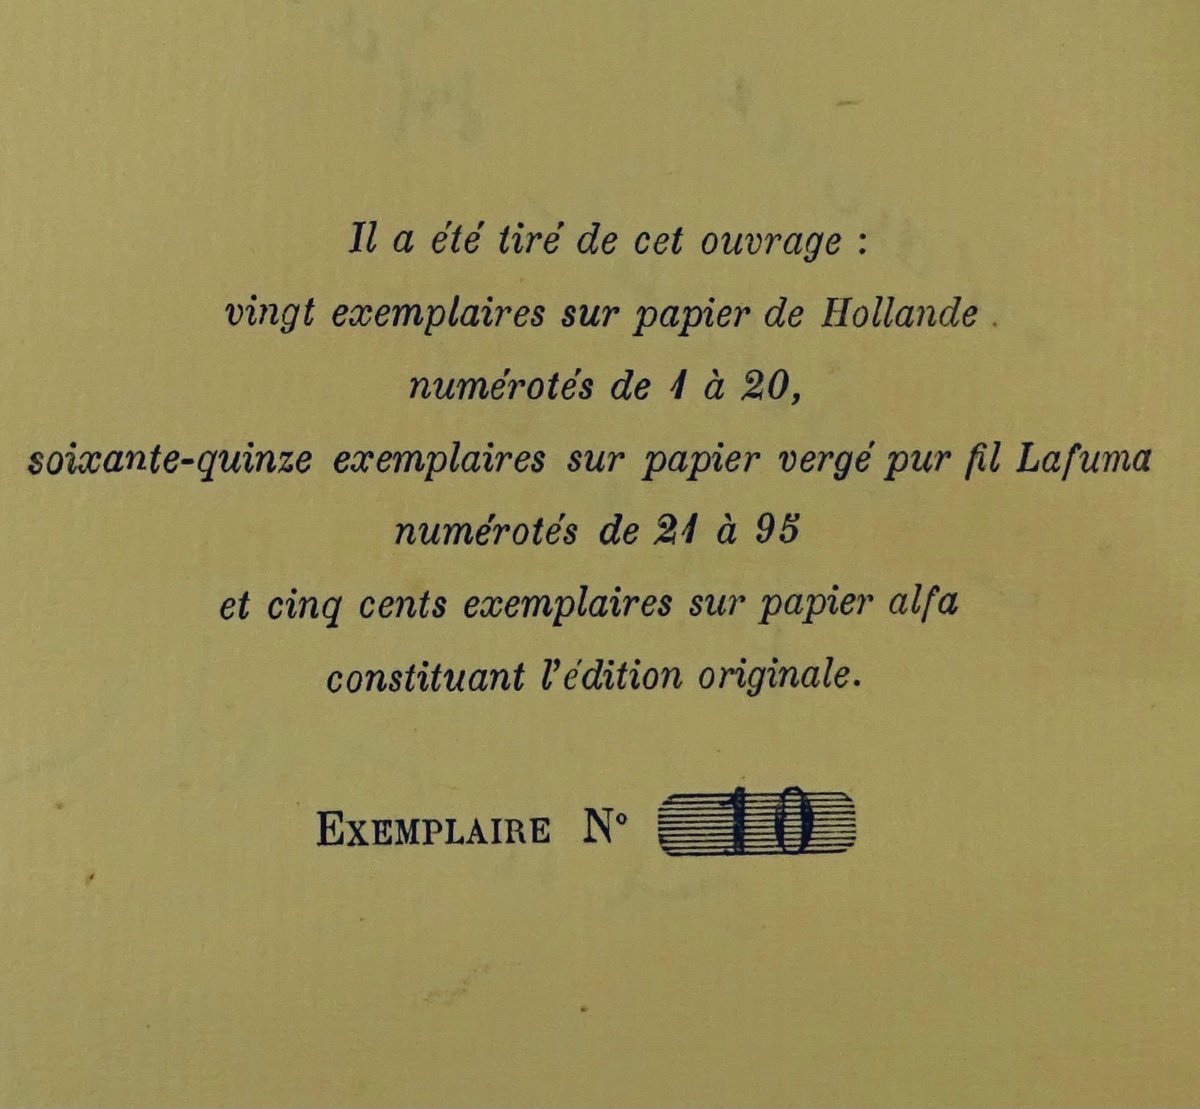 Il a été tiré de cet ouvrage :
vingt exemplaires sur papier de Hollande
numérotés de 1 à 20,
soixante-quinze exemplaires sur papier vergé pur fil Lafuma
numérotés de 21 à 95
et cinq cents exemplaires sur papier alfa
constituant l'édition originale.
EXEMPLAIRE N° 10